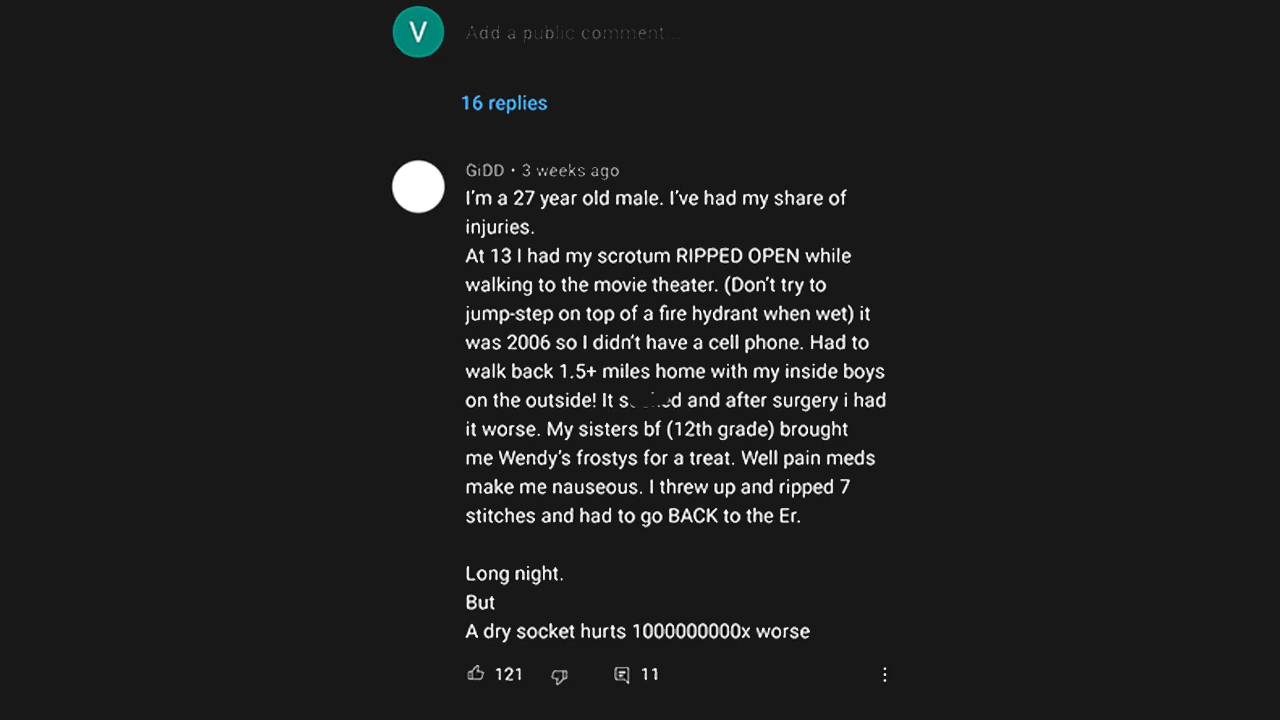 V
Add a public comment...
16 replies
GiDD • 3 weeks ago
I'm a 27 year old male. I've had my share of
injuries.
At 13 I had my scrotum RIPPED OPEN while
walking to the movie theater. (Don't try to
jump-step on top of a fire hydrant when wet) it
was 2006 so I didn't have a cell phone. Had to
walk back 1.5+ miles home with my inside boys
on the outside! It and after surgery i had
it worse. My sisters bf (12th grade) brought
me Wendy's frostys for a treat. Well pain meds
make me nauseous. I threw up and ripped 7
stitches and had to go BACK to the Er.
Long night.
But
A dry socket hurts 1000000000x worse
121 11